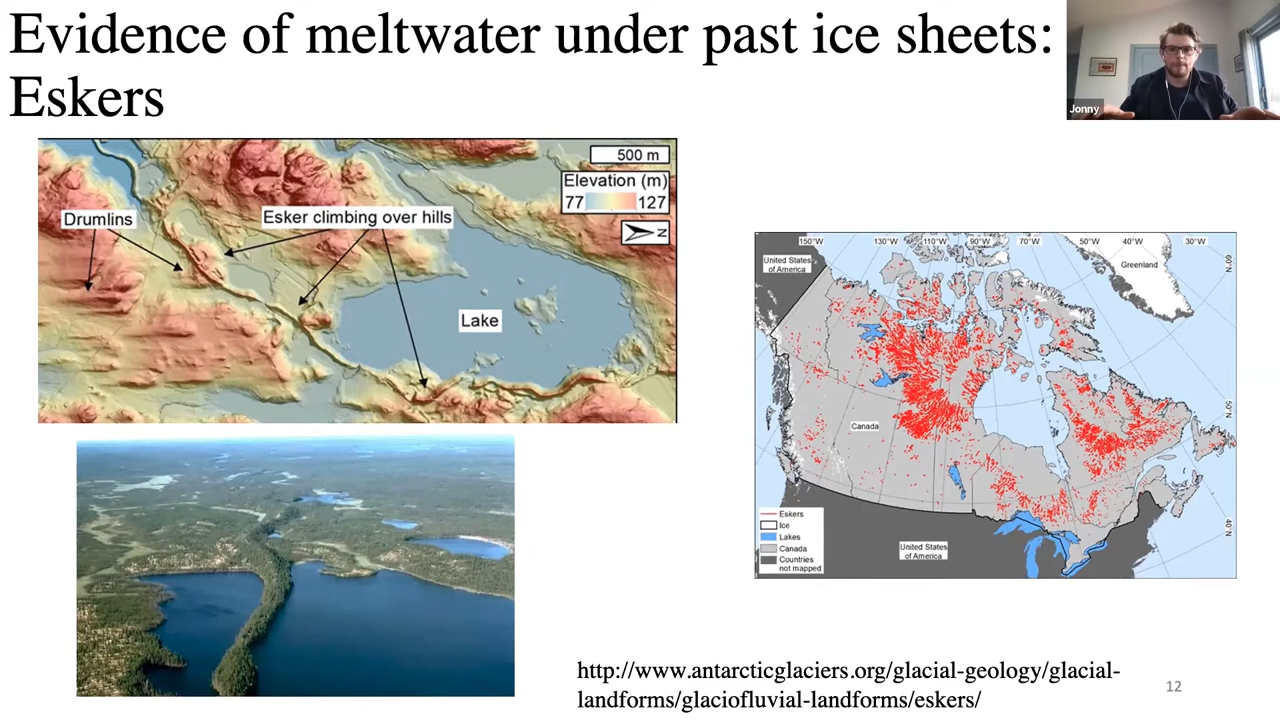 Evidence of meltwater under past ice sheets:
Eskers
Jonny
500 m
Elevation (m)
77 127
N
Drumlins
Esker climbing over hills
Lake
150°W 130°W 110°W 90°W 70°W 50°W 40°W 30°W
60°N
50°N
40°N
United States
of America
Greenland
Canada
United States
of America
Eskers
Ice
Lakes
Canada
Countries
not mapped
http://www.antarcticglaciers.org/glacial-geology/glacial-
landforms/glaciofluvial-landforms/eskers/
12